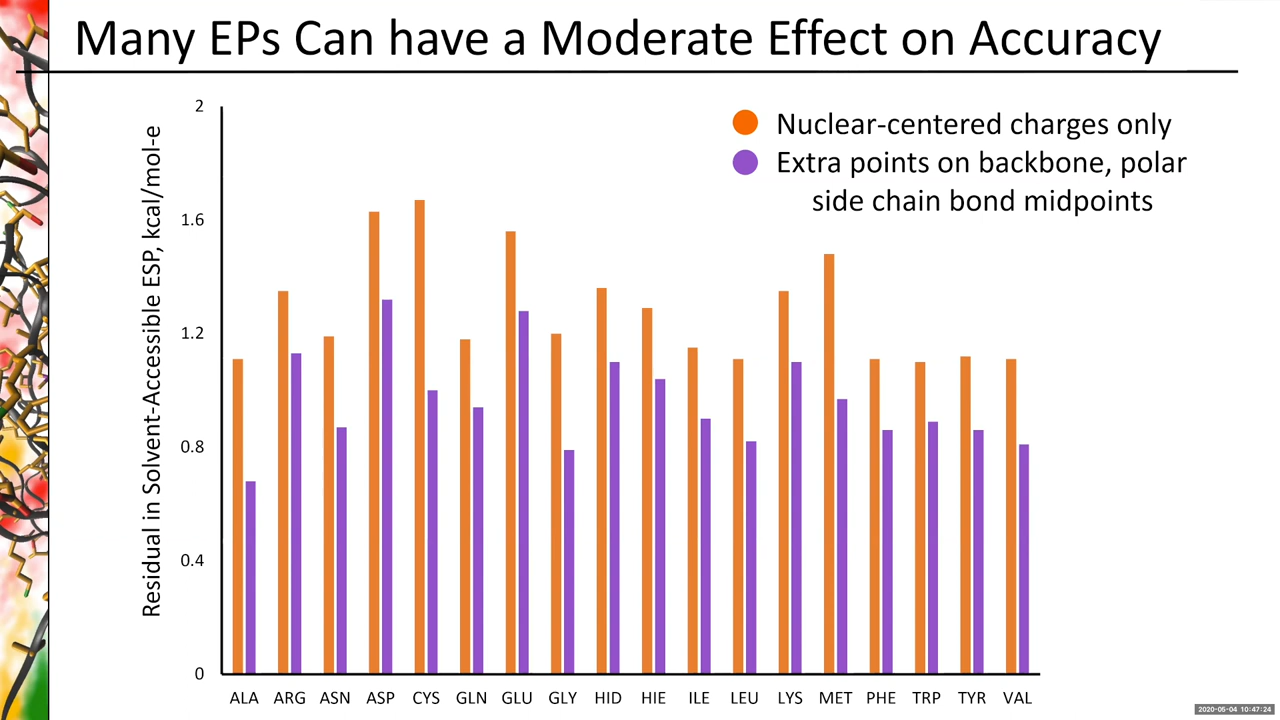 Many EPs Can have a Moderate Effect on Accuracy
Residual in Solvent-Accessible ESP, kcal/mol-e
2
1.6
1.2
0.8
0.4
0
Nuclear-centered charges only
Extra points on backbone, polar
side chain bond midpoints
ALA ARG ASN ASP CYS GLN GLU GLY HID HIE ILE LEU LYS MET PHE TRP TYR VAL
2020-05-04 10:47:24